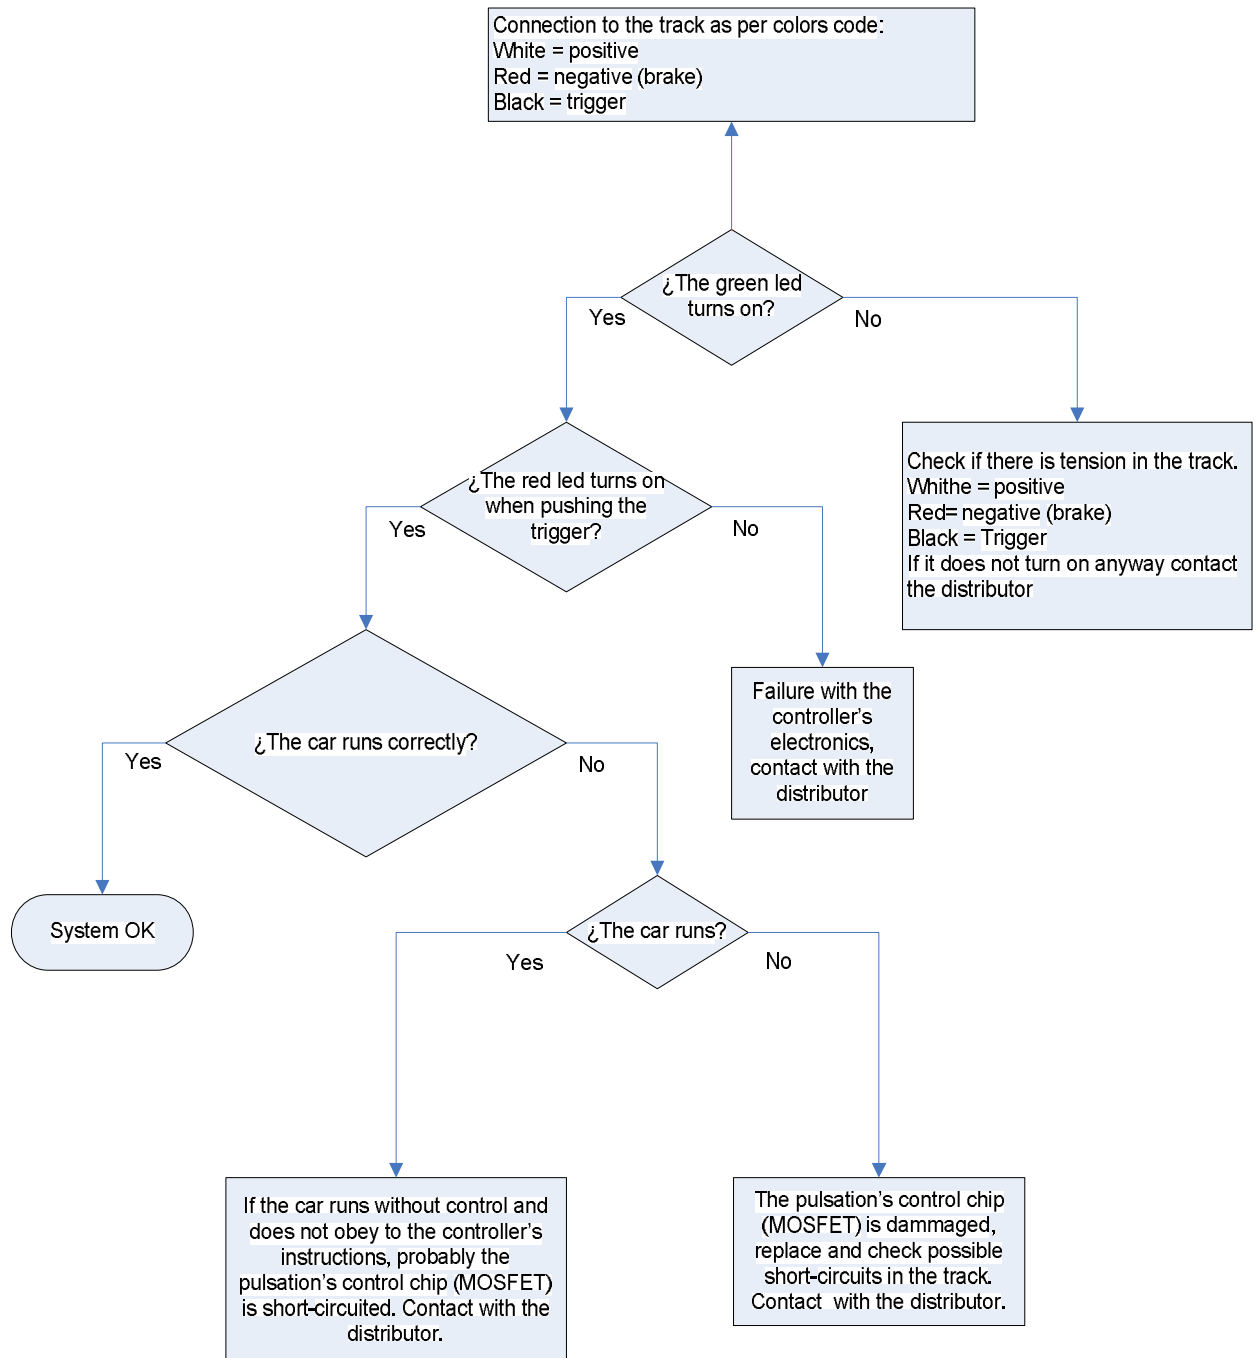 Connection to the track as per colors code:
White = positive
Red = negative (brake)
Black = trigger
¿The green led
turns on?
Yes
No
¿The red led turns on
when pushing the
trigger?
Yes
No
Check if there is tension in the track.
Whithe = positive
Red= negative (brake)
Black = Trigger
If it does not turn on anyway contact
the distributor
Failure with the
controller's
electronics,
contact with the
distributor
¿The car runs correctly?
Yes
No
System OK
¿The car runs?
Yes
No
If the car runs without control and
does not obey to the controller's
instructions, probably the
pulsation's control chip (MOSFET)
is short-circuited. Contact with the
distributor.
The pulsation's control chip
(MOSFET) is dammaged,
replace and check possible
short-circuits in the track.
Contact  with the distributor.